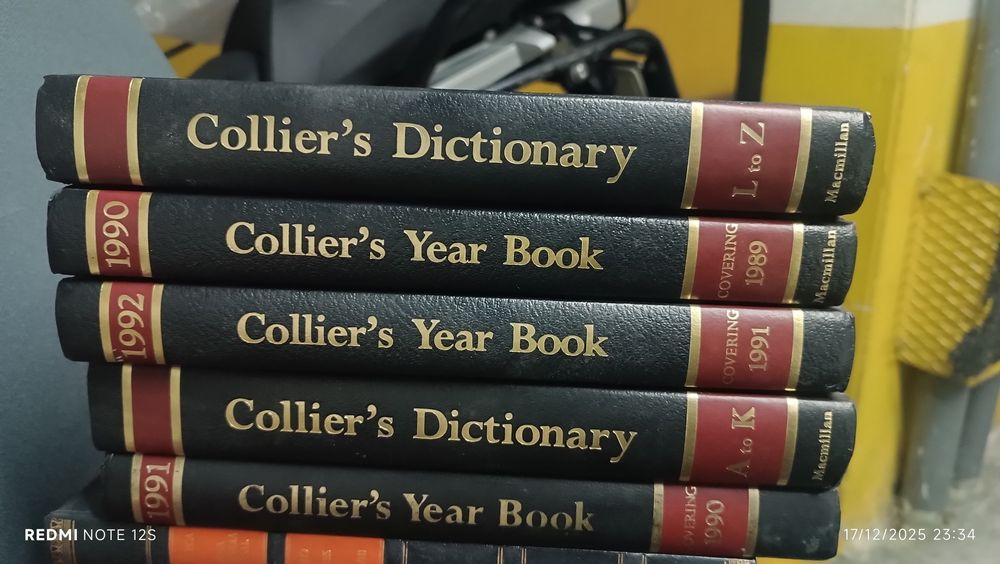 Collier's Dictionary
L to Z
Macmillan
1990
Collier's Year Book
COVERING
1989
Macmillan
1992
Collier's Year Book
COVERING
1991
Collier's Dictionary
A to K
Macmillan
1991
Collier's Year Book
COVERING
1990
REDMI NOTE 12S
17/12/2025 23:34